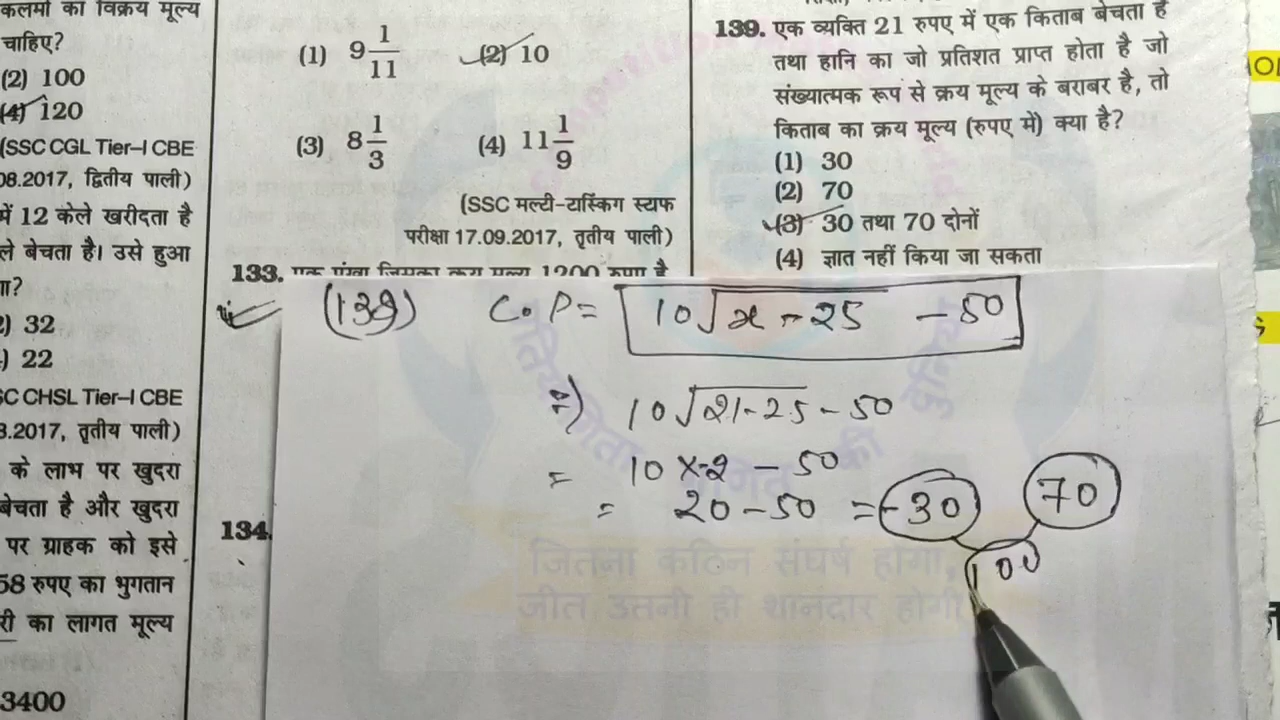 कलमों का विक्रय मूल्य
चाहिए?
(2) 100
(4) 120
(SSC CGL Tier–I CBE
08.2017, द्वितीय पाली)
में 12 केले खरीदता है
ले बेचता है। उसे हुआ
गा?
) 32
) 22
SC CHSL Tier–I CBE
3.2017, तृतीय पाली)
के लाभ पर खुदरा
बेचता है और खुदरा
पर ग्राहक को इसे
58 रुपए का भुगतान
री का लागत मूल्य
3400
(1) 9 1/11 (2) 10
(3) 8 1/3 (4) 11 1/9
(SSC मल्टी-टास्किंग स्टाफ
परीक्षा 17.09.2017, तृतीय पाली)
133. एक पंखा जिसका क्रय मूल्य 1200 रुपए है
134.
139. एक व्यक्ति 21 रुपए में एक किताब बेचता है
तथा हानि का जो प्रतिशत प्राप्त होता है जो
संख्यात्मक रूप से क्रय मूल्य के बराबर है, तो
किताब का क्रय मूल्य (रुपए में) क्या है?
(1) 30
(2) 70
(3) 30 तथा 70 दोनों
(4) ज्ञात नहीं किया जा सकता
(139) C.P= 10√x-25 -50
=) 10√21-25-50
= 10×-2 -50
= 20-50 = -30 70
100
जितना कठिन संघर्ष होगा,
जीत उतनी ही शानदार होगी